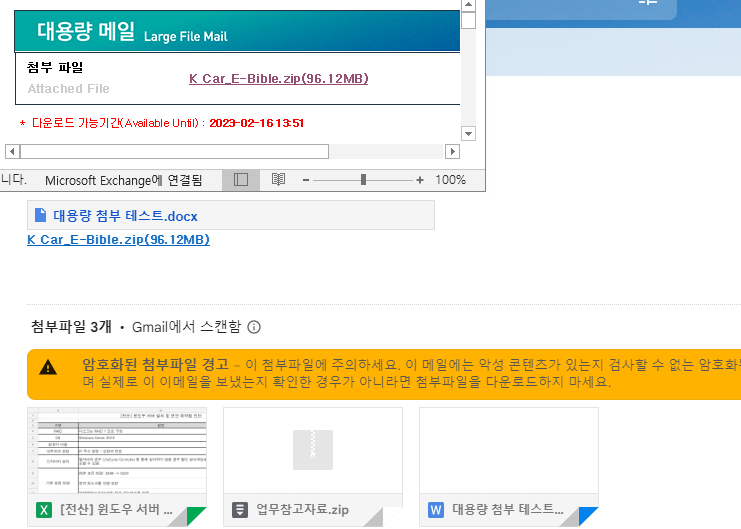 대용량 메일 Large File Mail
첨부 파일
Attached File
K Car_E-Bible.zip(96.12MB)
* 다운로드 가능기간(Available Until) : 2023-02-16 13:51
니다. Microsoft Exchange에 연결됨 100%
대용량 첨부 테스트.docx
K Car_E-Bible.zip(96.12MB)
첨부파일 3개 • Gmail에서 스캔함
암호화된 첨부파일 경고 – 이 첨부파일에 주의하세요. 이 메일에는 악성 콘텐츠가 있는지 검사할 수 없는 암호화된
며 실제로 이 이메일을 보냈는지 확인한 경우가 아니라면 첨부파일을 다운로드하지 마세요.
[전산] 윈도우 서버 ...
업무참고자료.zip
대용량 첨부 테스트...